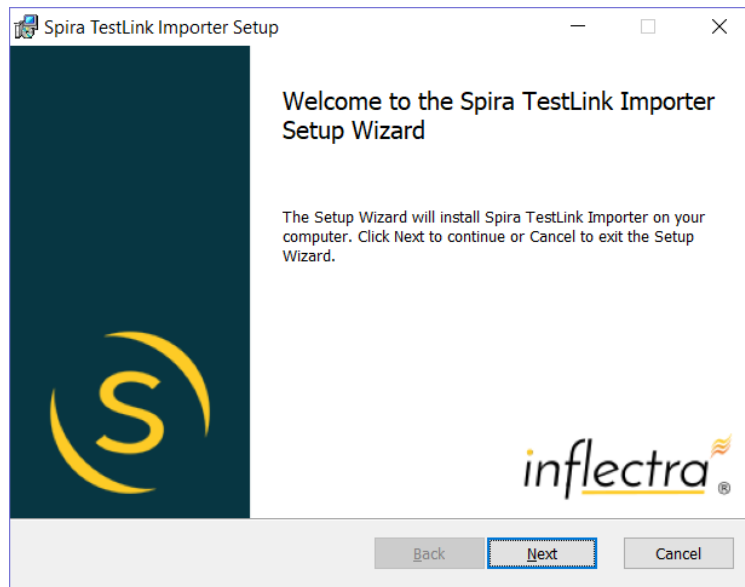 Spira TestLink Importer Setup
Welcome to the Spira TestLink Importer
Setup Wizard
The Setup Wizard will install Spira TestLink Importer on your
computer. Click Next to continue or Cancel to exit the Setup
Wizard.
S
inflectra ®
Back
Next
Cancel